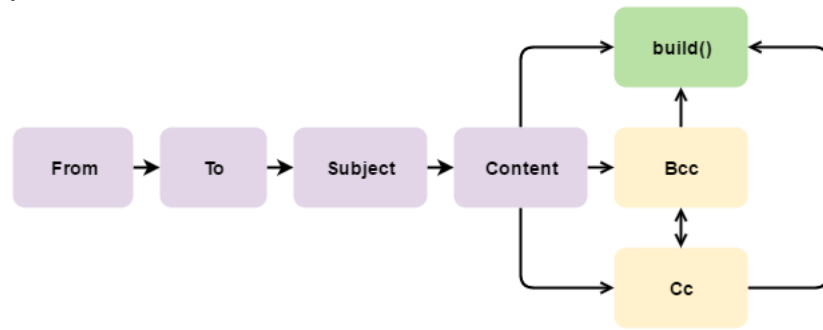 build()
From
To
Subject
Content
Bcc
Cc